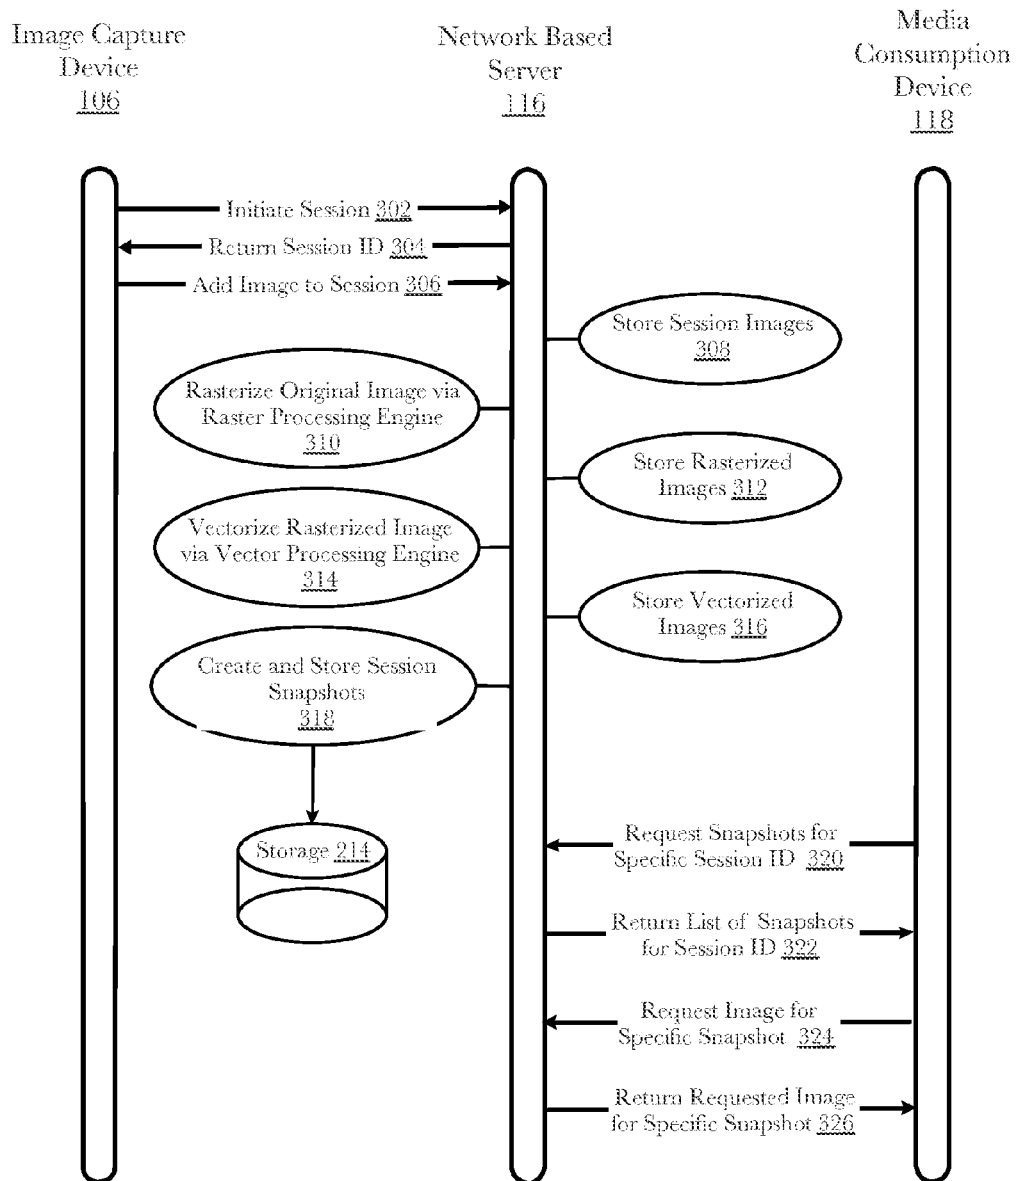 Image Capture
Device
106
Network Based
Server
116
Media
Consumption
Device
118
Initiate Session 302
Return Session ID 304
Add Image to Session 306
Store Session Images
308
Rasterize Original Image via
Raster Processing Engine
310
Store Rasterized
Images 312
Vectorize Rasterized Image
via Vector Processing Engine
314
Store Vectorized
Images 316
Create and Store Session
Snapshots
318
Storage 214
Request Snapshots for
Specific Session ID 320
Return List of Snapshots
for Session ID 322
Request Image for
Specific Snapshot 324
Return Requested Image
for Specific Snapshot 326